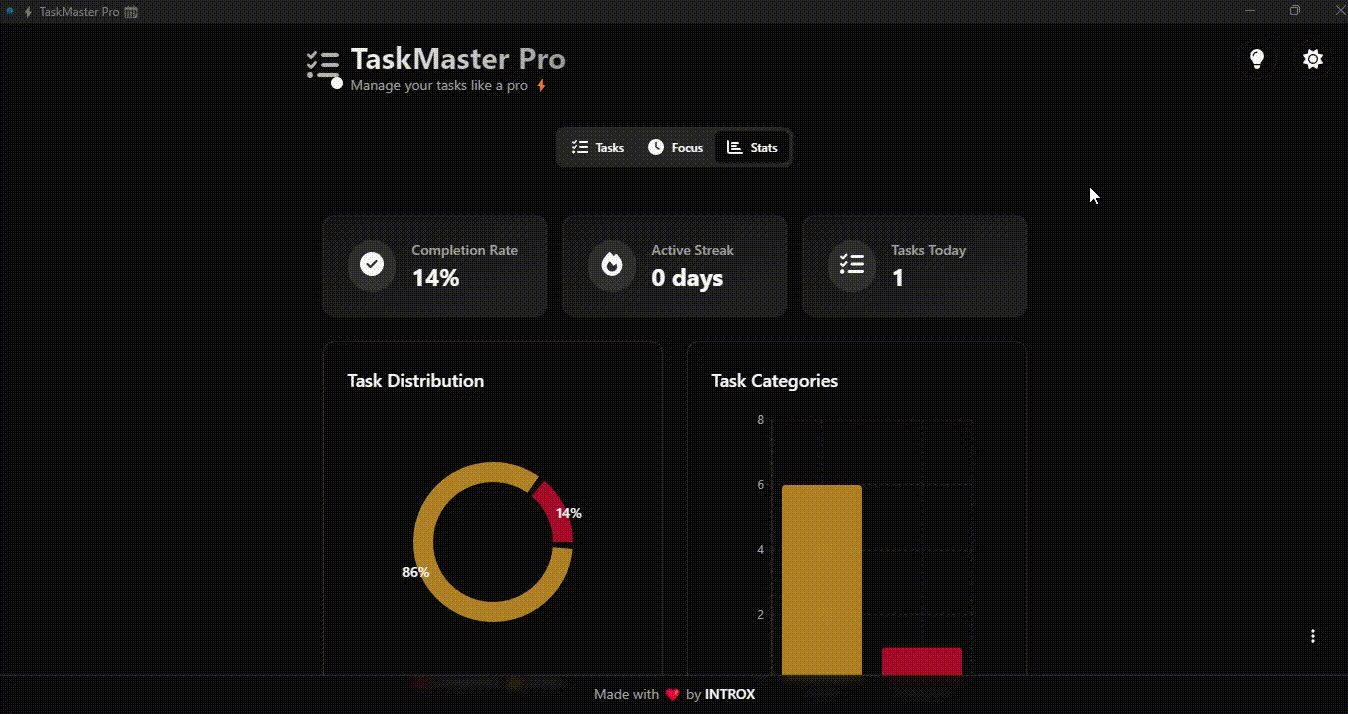 TaskMaster Pro
TaskMaster Pro
Manage your tasks like a pro
Tasks Focus Stats
Completion Rate
14%
Active Streak
0 days
Tasks Today
1
Task Distribution
14%
86%
Task Categories
8
6
4
2
Made with ❤️ by INTROX